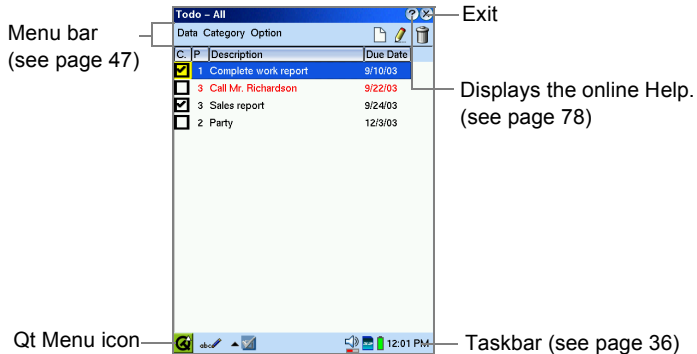 Todo – All
Exit
Menu bar
(see page 47)
Data Category Option
C. P Description Due Date
1 Complete work report 9/10/03
3 Call Mr. Richardson 9/22/03
3 Sales report 9/24/03
2 Party 12/3/03
Displays the online Help.
(see page 78)
Qt Menu icon
abc
12:01 PM
Taskbar (see page 36)